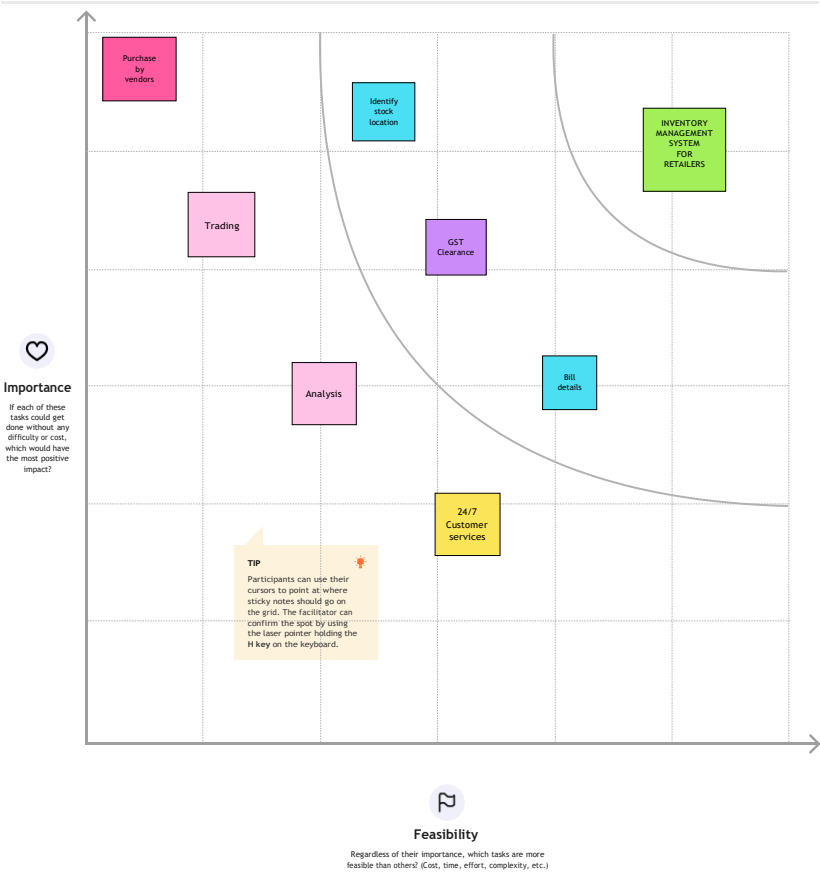 Purchase
by
vendors
Identify
stock
location
INVENTORY
MANAGEMENT
SYSTEM
FOR
RETAILERS
Trading
GST
Clearance
Bill
details
Analysis
Importance
If each of these
tasks could get
done without any
difficulty or cost,
which would have
the most positive
impact?
24/7
Customer
services
TIP
Participants can use their
cursors to point at where
sticky notes should go on
the grid. The facilitator can
confirm the spot by using
the laser pointer holding the
H key on the keyboard.
Feasibility
Regardless of their importance, which tasks are more
feasible than others? (Cost, time, effort, complexity, etc.)